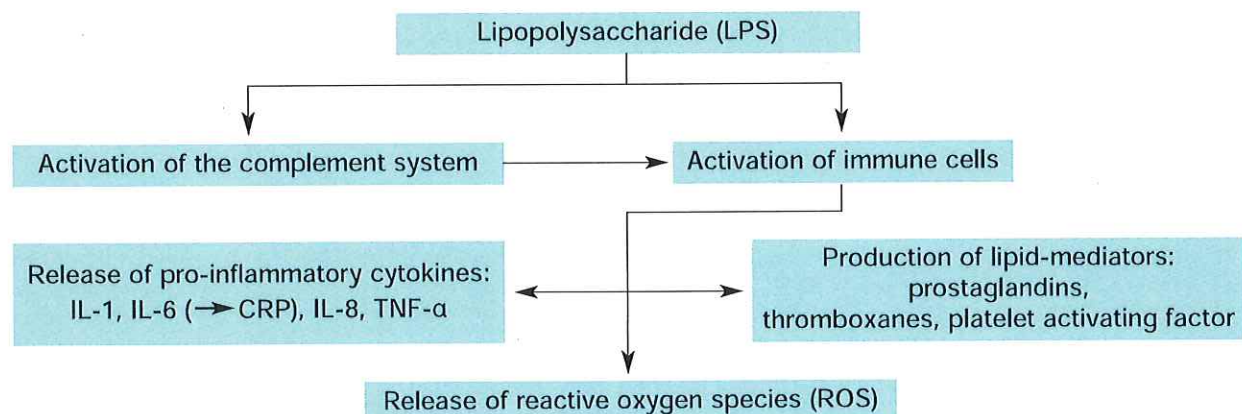 Lipopolysaccharide (LPS)
Activation of the complement system
Activation of immune cells
Release of pro-inflammatory cytokines:
IL-1, IL-6 (→ CRP), IL-8, TNF-α
Production of lipid-mediators:
prostaglandins,
thromboxanes, platelet activating factor
Release of reactive oxygen species (ROS)